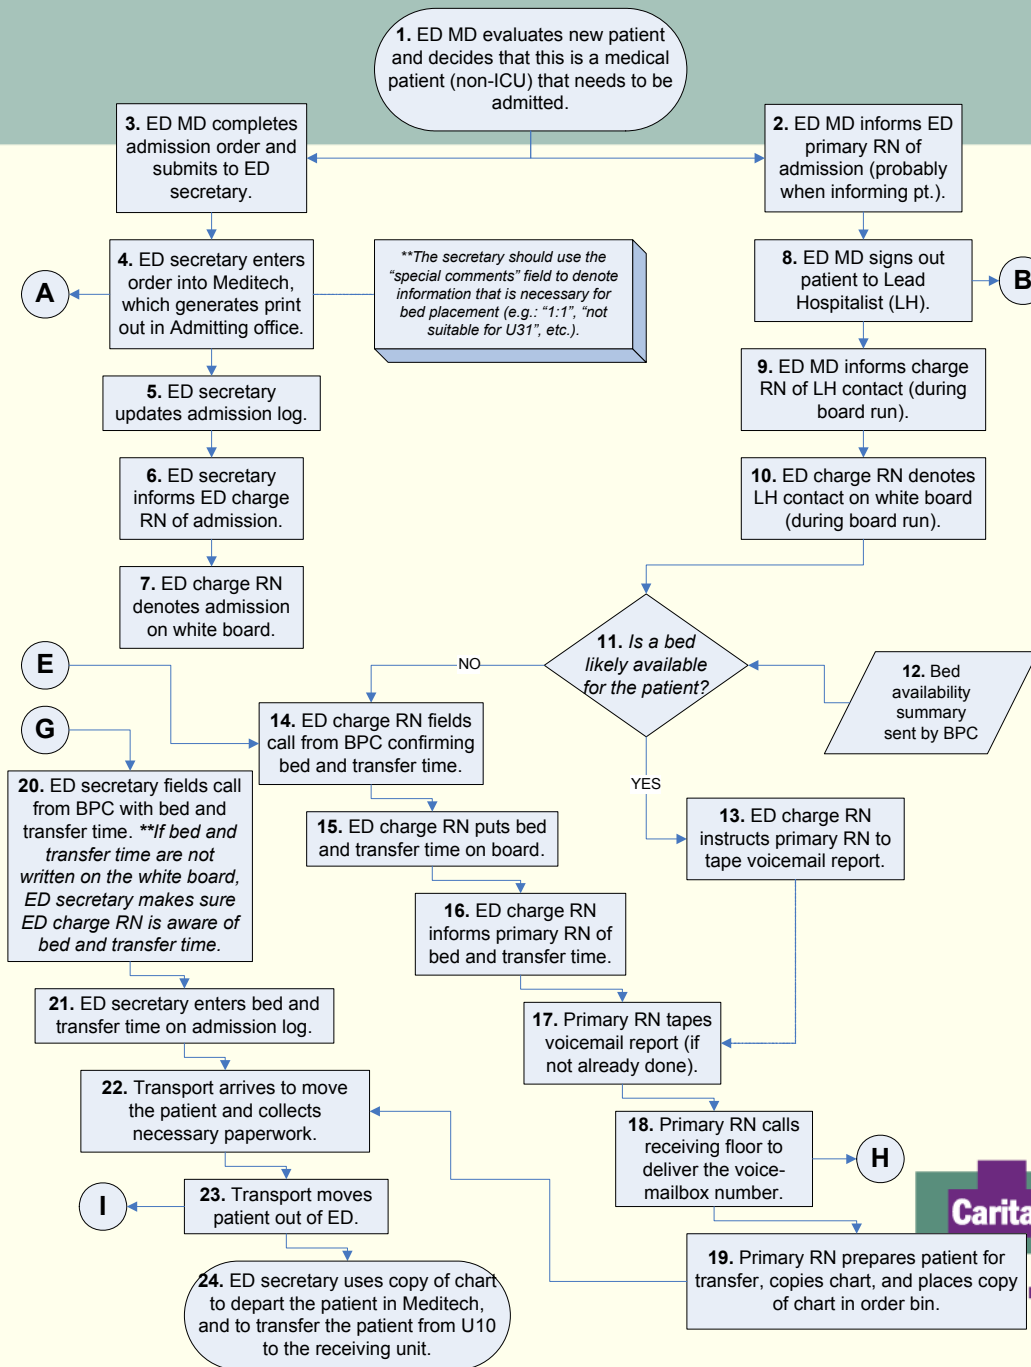 1. ED MD evaluates new patient
and decides that this is a medical
patient (non-ICU) that needs to be
admitted.
3. ED MD completes
admission order and
submits to ED
secretary.
2. ED MD informs ED
primary RN of
admission (probably
when informing pt.).
A
4. ED secretary enters
order into Meditech,
which generates print
out in Admitting office.
**The secretary should use the
“special comments” field to denote
information that is necessary for
bed placement (e.g.: “1:1”, “not
suitable for U31”, etc.).
8. ED MD signs out
patient to Lead
Hospitalist (LH).
B
5. ED secretary
updates admission log.
9. ED MD informs charge
RN of LH contact (during
board run).
6. ED secretary
informs ED charge
RN of admission.
10. ED charge RN denotes
LH contact on white board
(during board run).
7. ED charge RN
denotes admission
on white board.
11. Is a bed
likely available
for the patient?
NO
YES
12. Bed
availability
summary
sent by BPC
E
14. ED charge RN fields
call from BPC confirming
bed and transfer time.
G
20. ED secretary fields call
from BPC with bed and
transfer time. **If bed and
transfer time are not
written on the white board,
ED secretary makes sure
ED charge RN is aware of
bed and transfer time.
15. ED charge RN puts bed
and transfer time on board.
13. ED charge RN
instructs primary RN to
tape voicemail report.
16. ED charge RN
informs primary RN of
bed and transfer time.
21. ED secretary enters bed and
transfer time on admission log.
17. Primary RN tapes
voicemail report (if
not already done).
22. Transport arrives to move
the patient and collects
necessary paperwork.
18. Primary RN calls
receiving floor to
deliver the voice-
mailbox number.
H
I
23. Transport moves
patient out of ED.
Carita
19. Primary RN prepares patient for
transfer, copies chart, and places copy
of chart in order bin.
24. ED secretary uses copy of chart
to depart the patient in Meditech,
and to transfer the patient from U10
to the receiving unit.